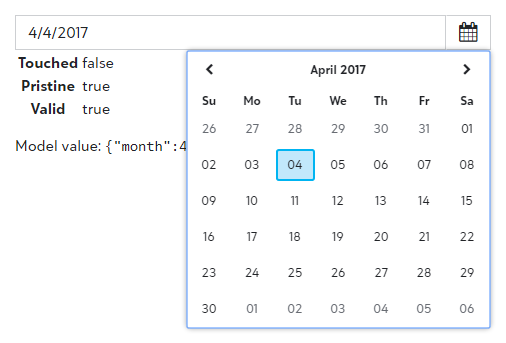 4/4/2017
Touched false
Pristine true
Valid true
Model value: {"month":4
April 2017
Su Mo Tu We Th Fr Sa
26 27 28 29 30 31 01
02 03 04 05 06 07 08
09 10 11 12 13 14 15
16 17 18 19 20 21 22
23 24 25 26 27 28 29
30 01 02 03 04 05 06